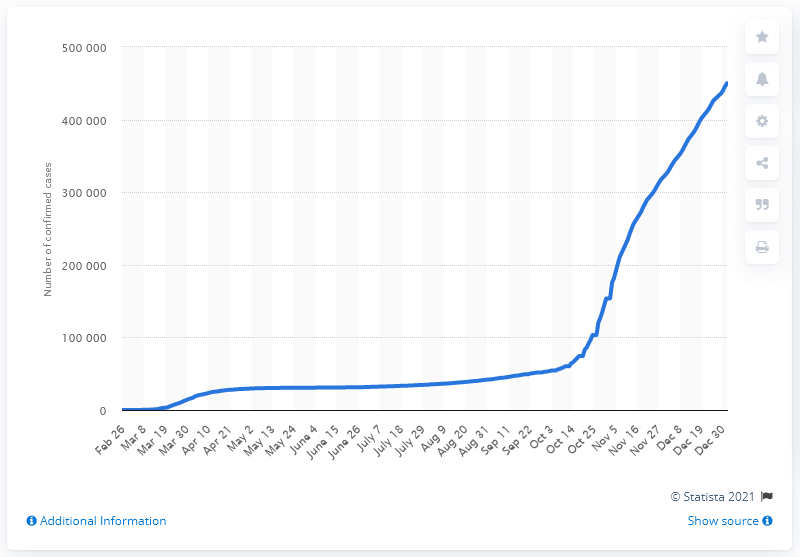 500 000
400 000
300 000
200 000
100 000
0
Number of confirmed cases
Feb 26
Mar 8
Mar 19
Mar 30
Apr 10
Apr 21
May 2
May 13
May 24
June 4
June 15
June 26
July 7
July 18
July 29
Aug 9
Aug 20
Aug 31
Sep 11
Sep 22
Oct 3
Oct 14
Oct 25
Nov 5
Nov 16
Nov 27
Dec 8
Dec 19
Dec 30
© Statista 2021
Additional Information
Show source